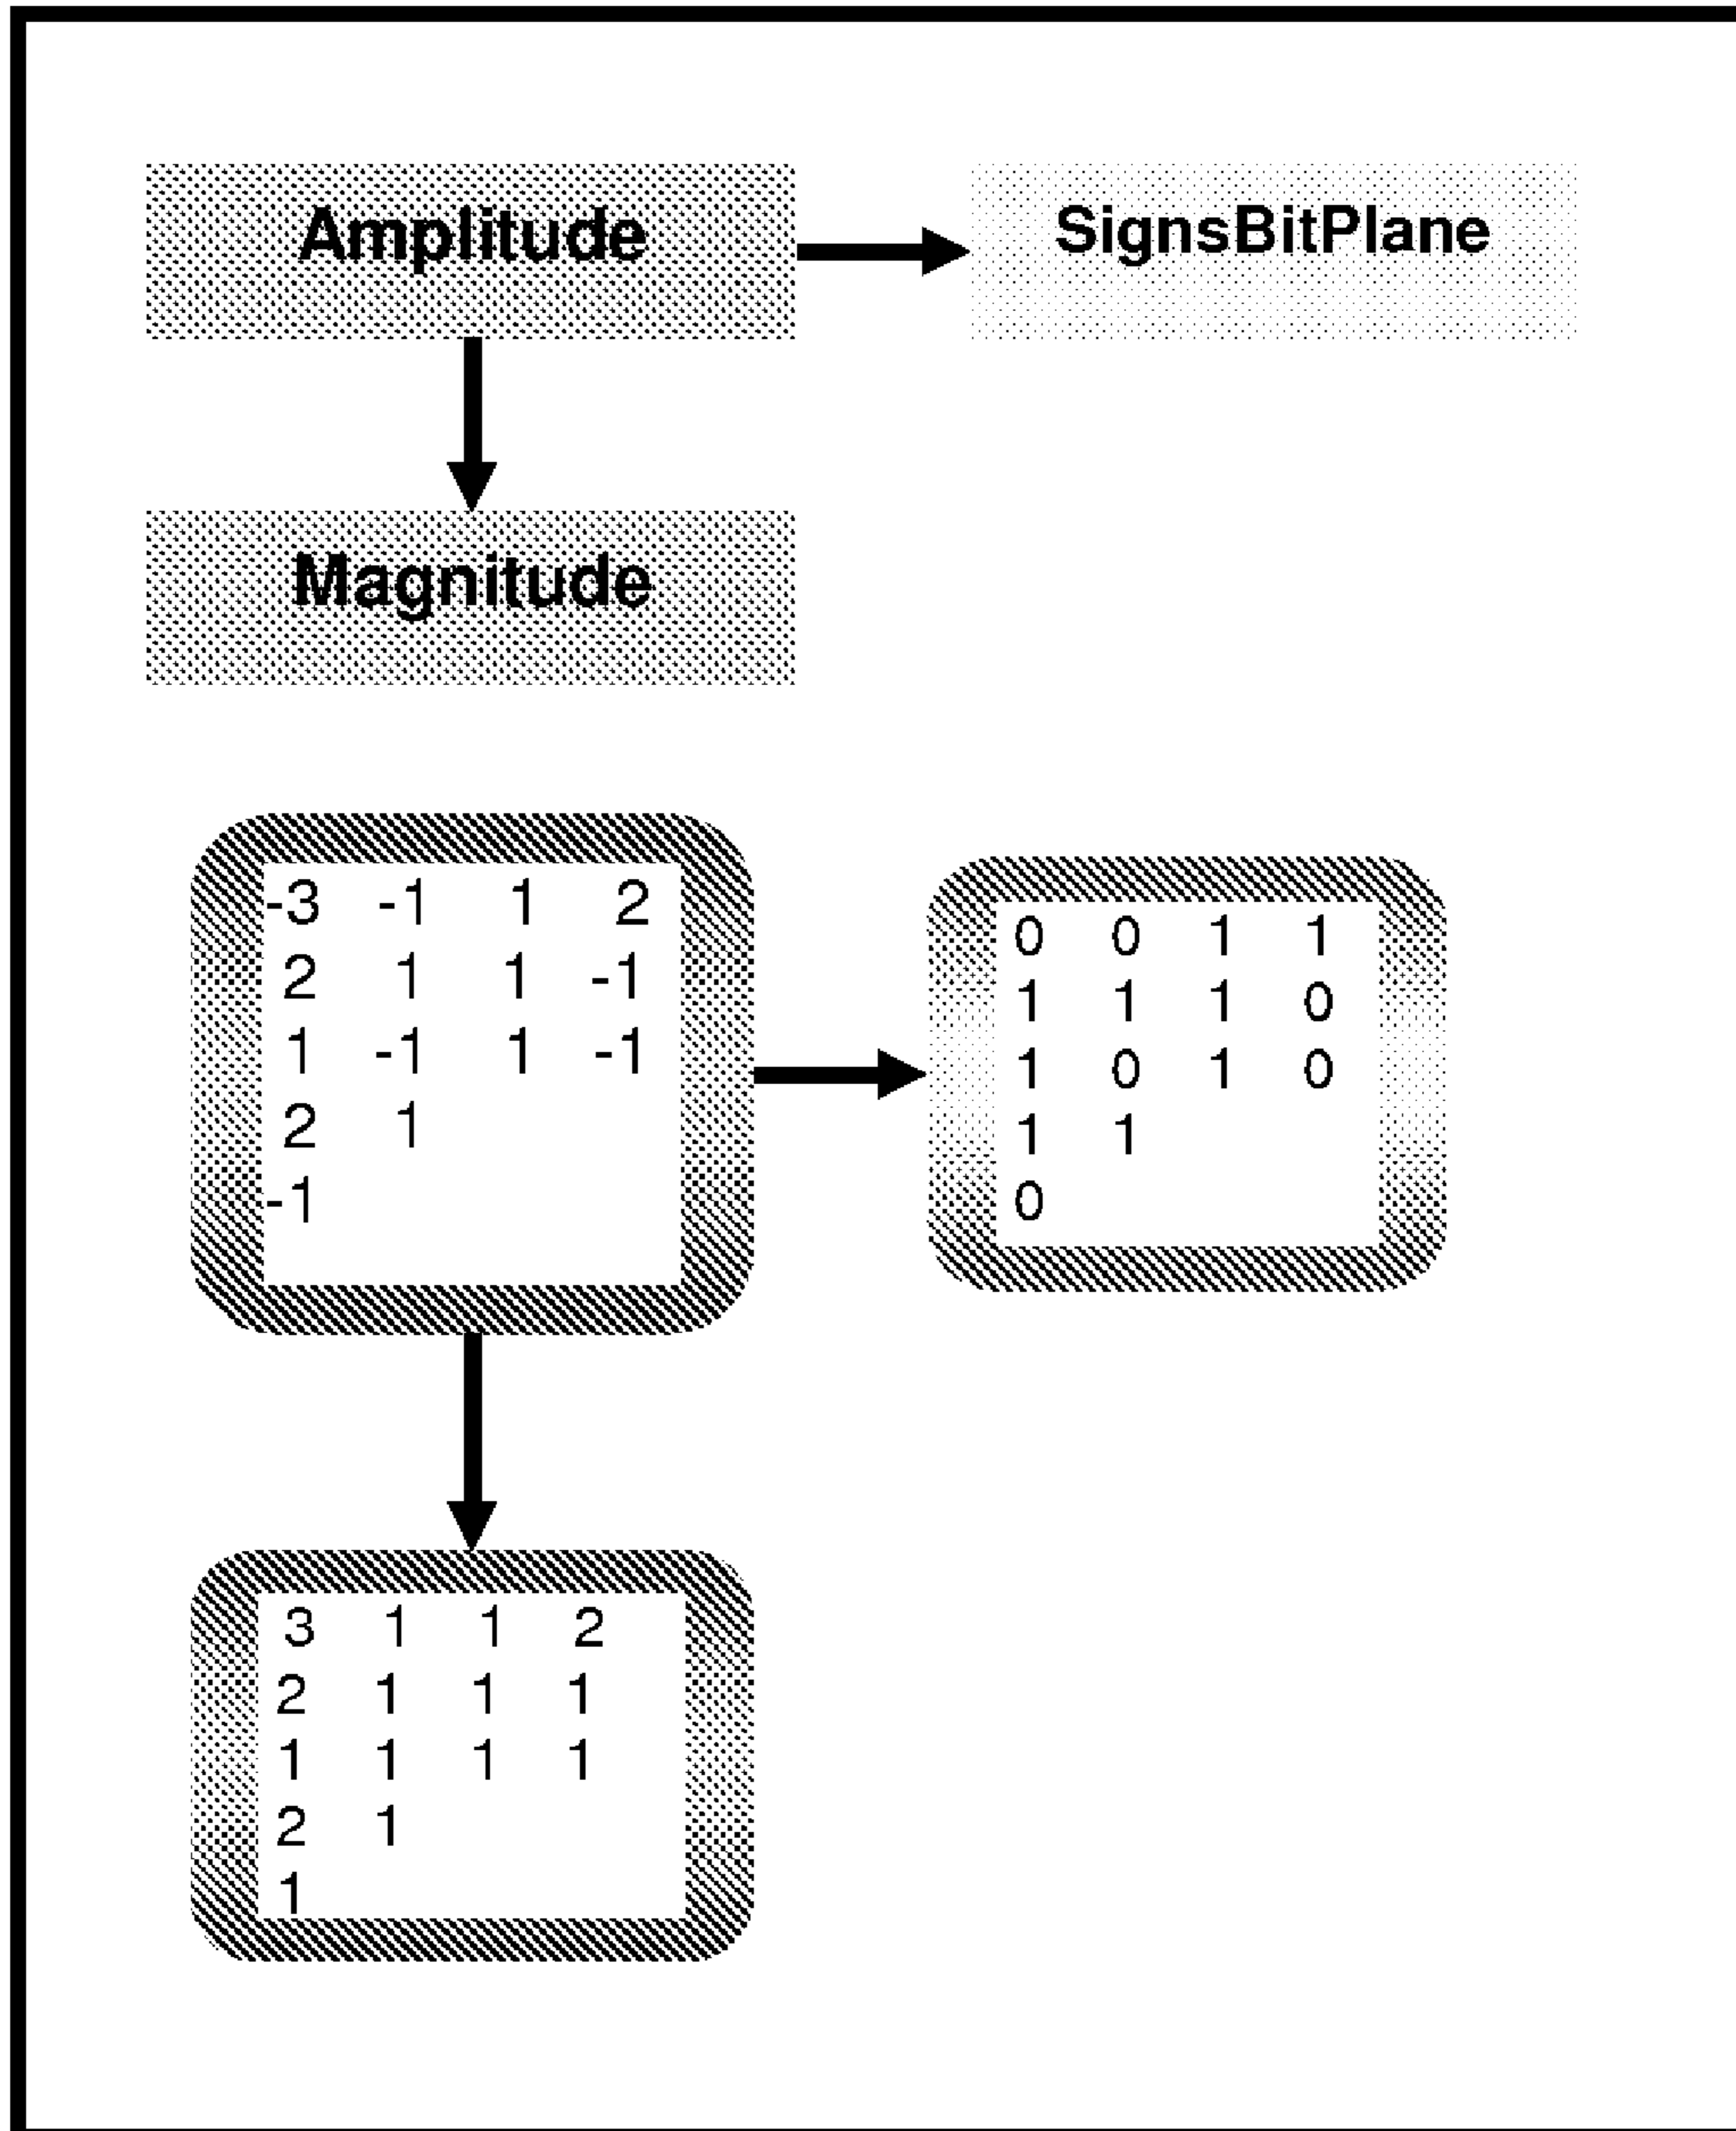 Amplitude SignsBitPlane
Magnitude
-3 -1 1 2
2 1 1 -1
1 -1 1 -1
2 1
-1
0 0 1 1
1 1 1 0
1 0 1 0
1 1
0
3 1 1 2
2 1 1 1
1 1 1 1
2 1
1